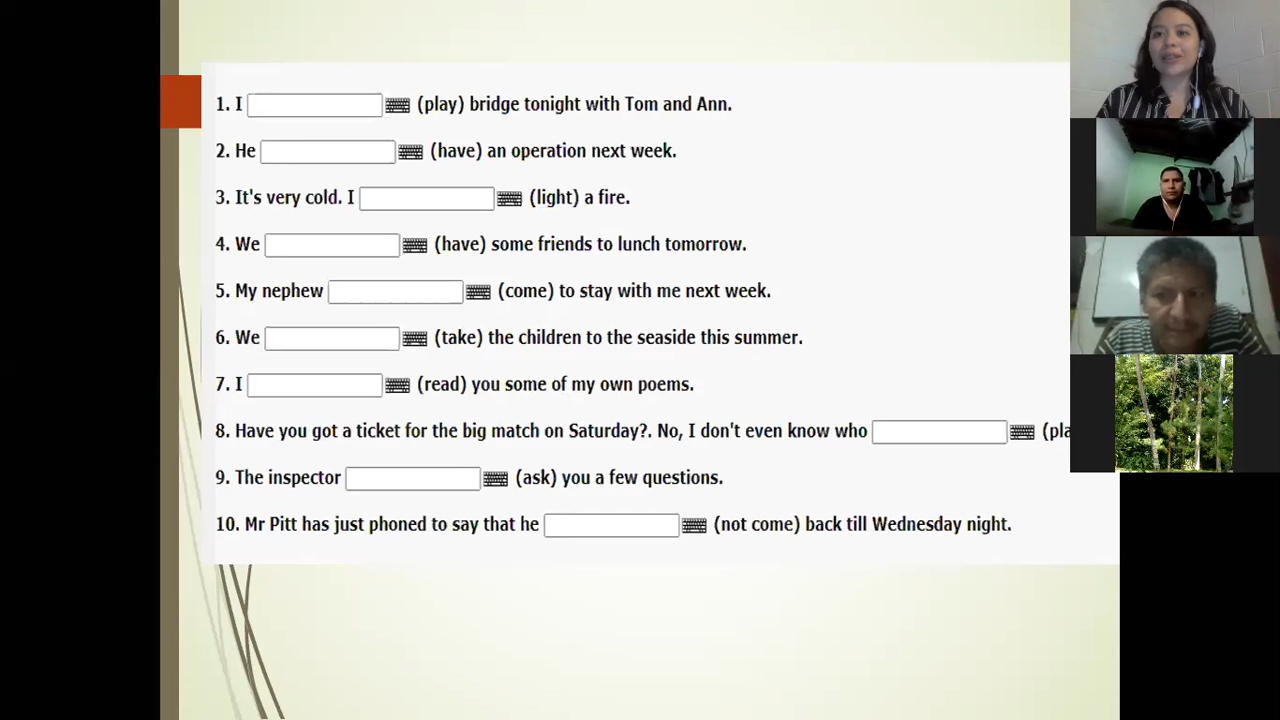 1. I (play) bridge tonight with Tom and Ann.
2. He (have) an operation next week.
3. It's very cold. I (light) a fire.
4. We (have) some friends to lunch tomorrow.
5. My nephew (come) to stay with me next week.
6. We (take) the children to the seaside this summer.
7. I (read) you some of my own poems.
8. Have you got a ticket for the big match on Saturday?. No, I don't even know who (pla
9. The inspector (ask) you a few questions.
10. Mr Pitt has just phoned to say that he (not come) back till Wednesday night.